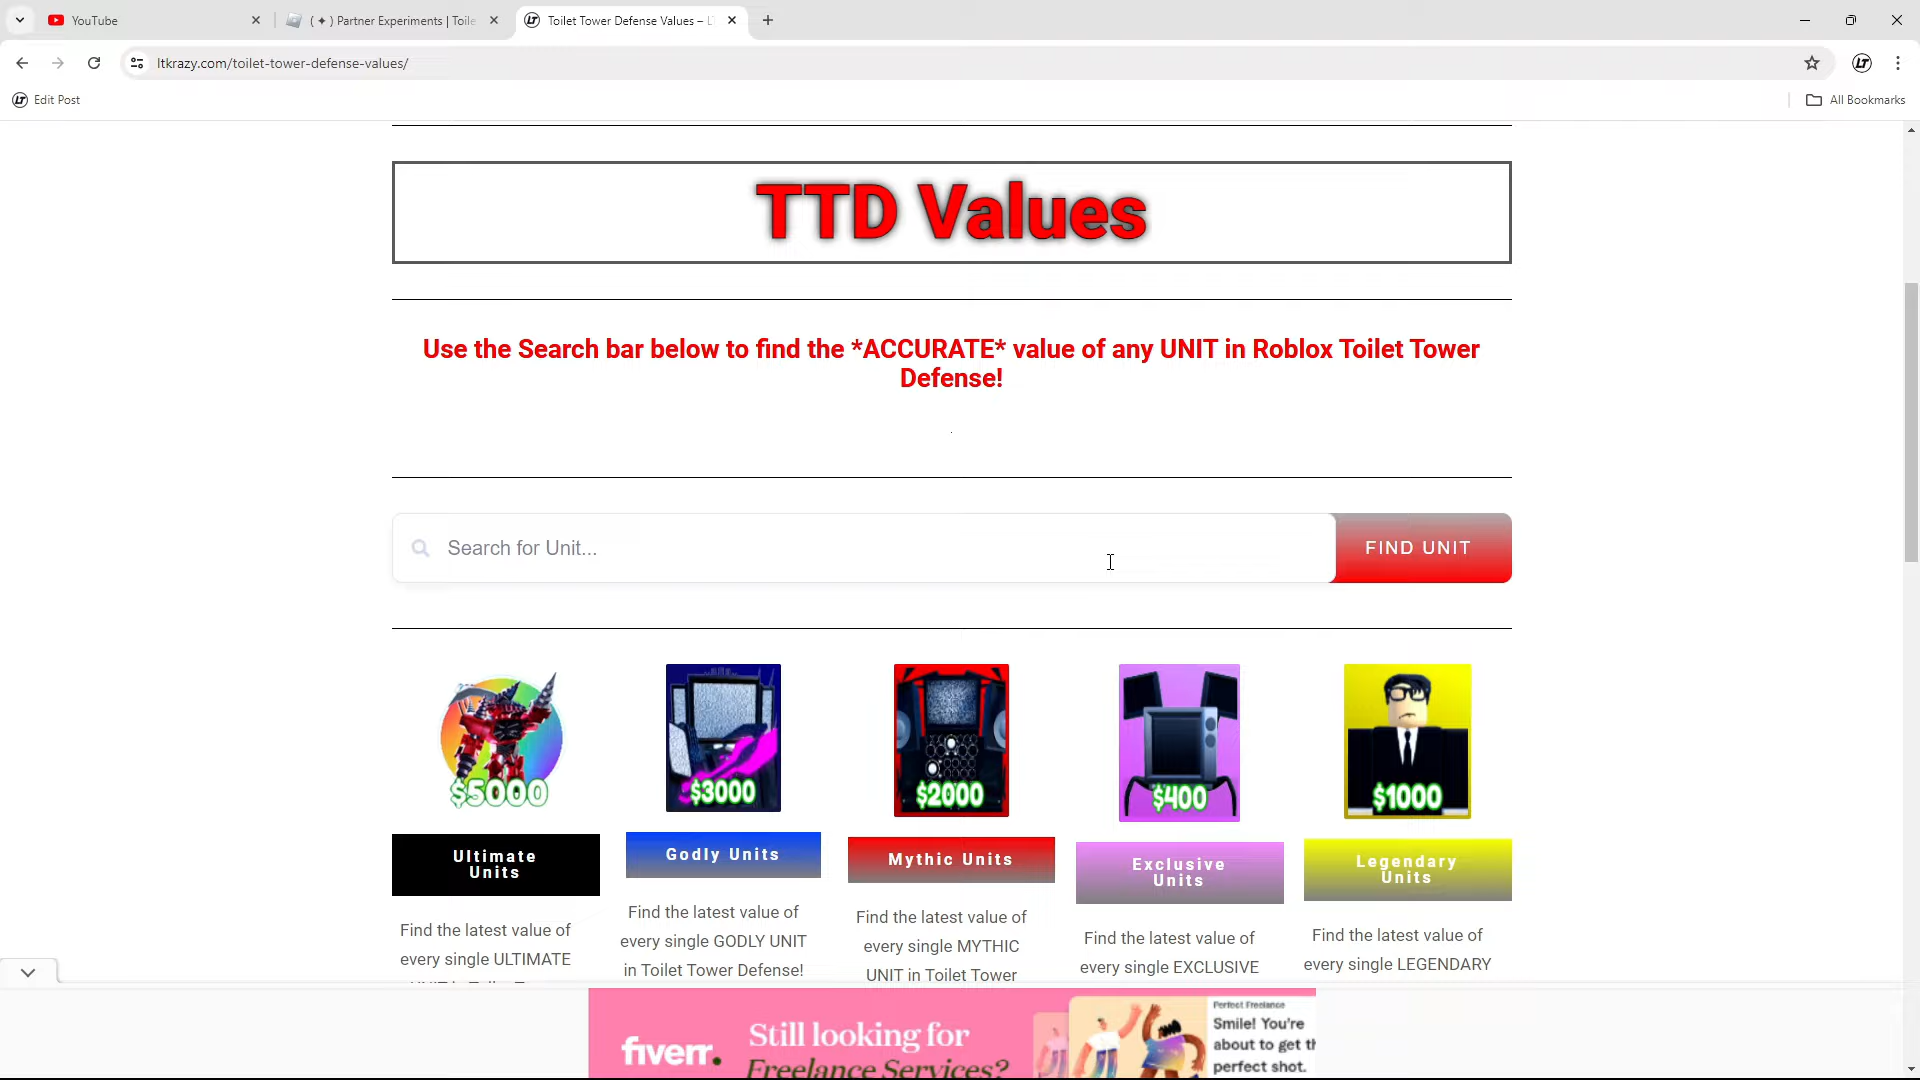 YouTube
( ✦ ) Partner Experiments | Toile
Toilet Tower Defense Values – L
ltkrazy.com/toilet-tower-defense-values/
Edit Post
All Bookmarks
TTD Values
Use the Search bar below to find the *ACCURATE* value of any UNIT in Roblox Toilet Tower
Defense!
.
Search for Unit...
FIND UNIT
$5000
$3000
$2000
$400
$1000
Ultimate
Units
Godly Units
Mythic Units
Exclusive
Units
Legendary
Units
Find the latest value of
every single ULTIMATE
Find the latest value of
every single GODLY UNIT
in Toilet Tower Defense!
Find the latest value of
every single MYTHIC
UNIT in Toilet Tower
Find the latest value of
every single EXCLUSIVE
Find the latest value of
every single LEGENDARY
fiverr.
Still looking for
Freelance Services?
Perfect Freelance
Smile! You're
about to get th
perfect shot.